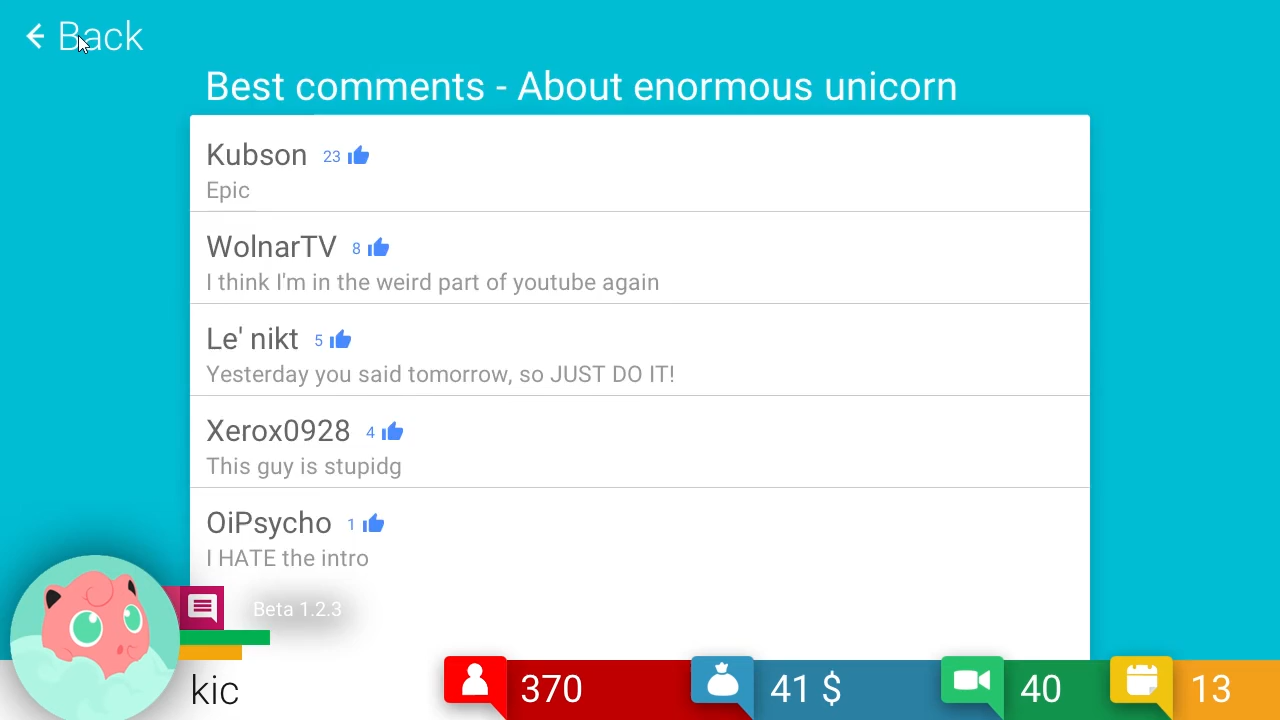 Back
Best comments - About enormous unicorn
Kubson 23
Epic
WolnarTV 8
I think I'm in the weird part of youtube again
Le' nikt 5
Yesterday you said tomorrow, so JUST DO IT!
Xerox0928 4
This guy is stupidg
OiPsycho 1
I HATE the intro
Beta 1.2.3
kic 370 41 $ 40 13